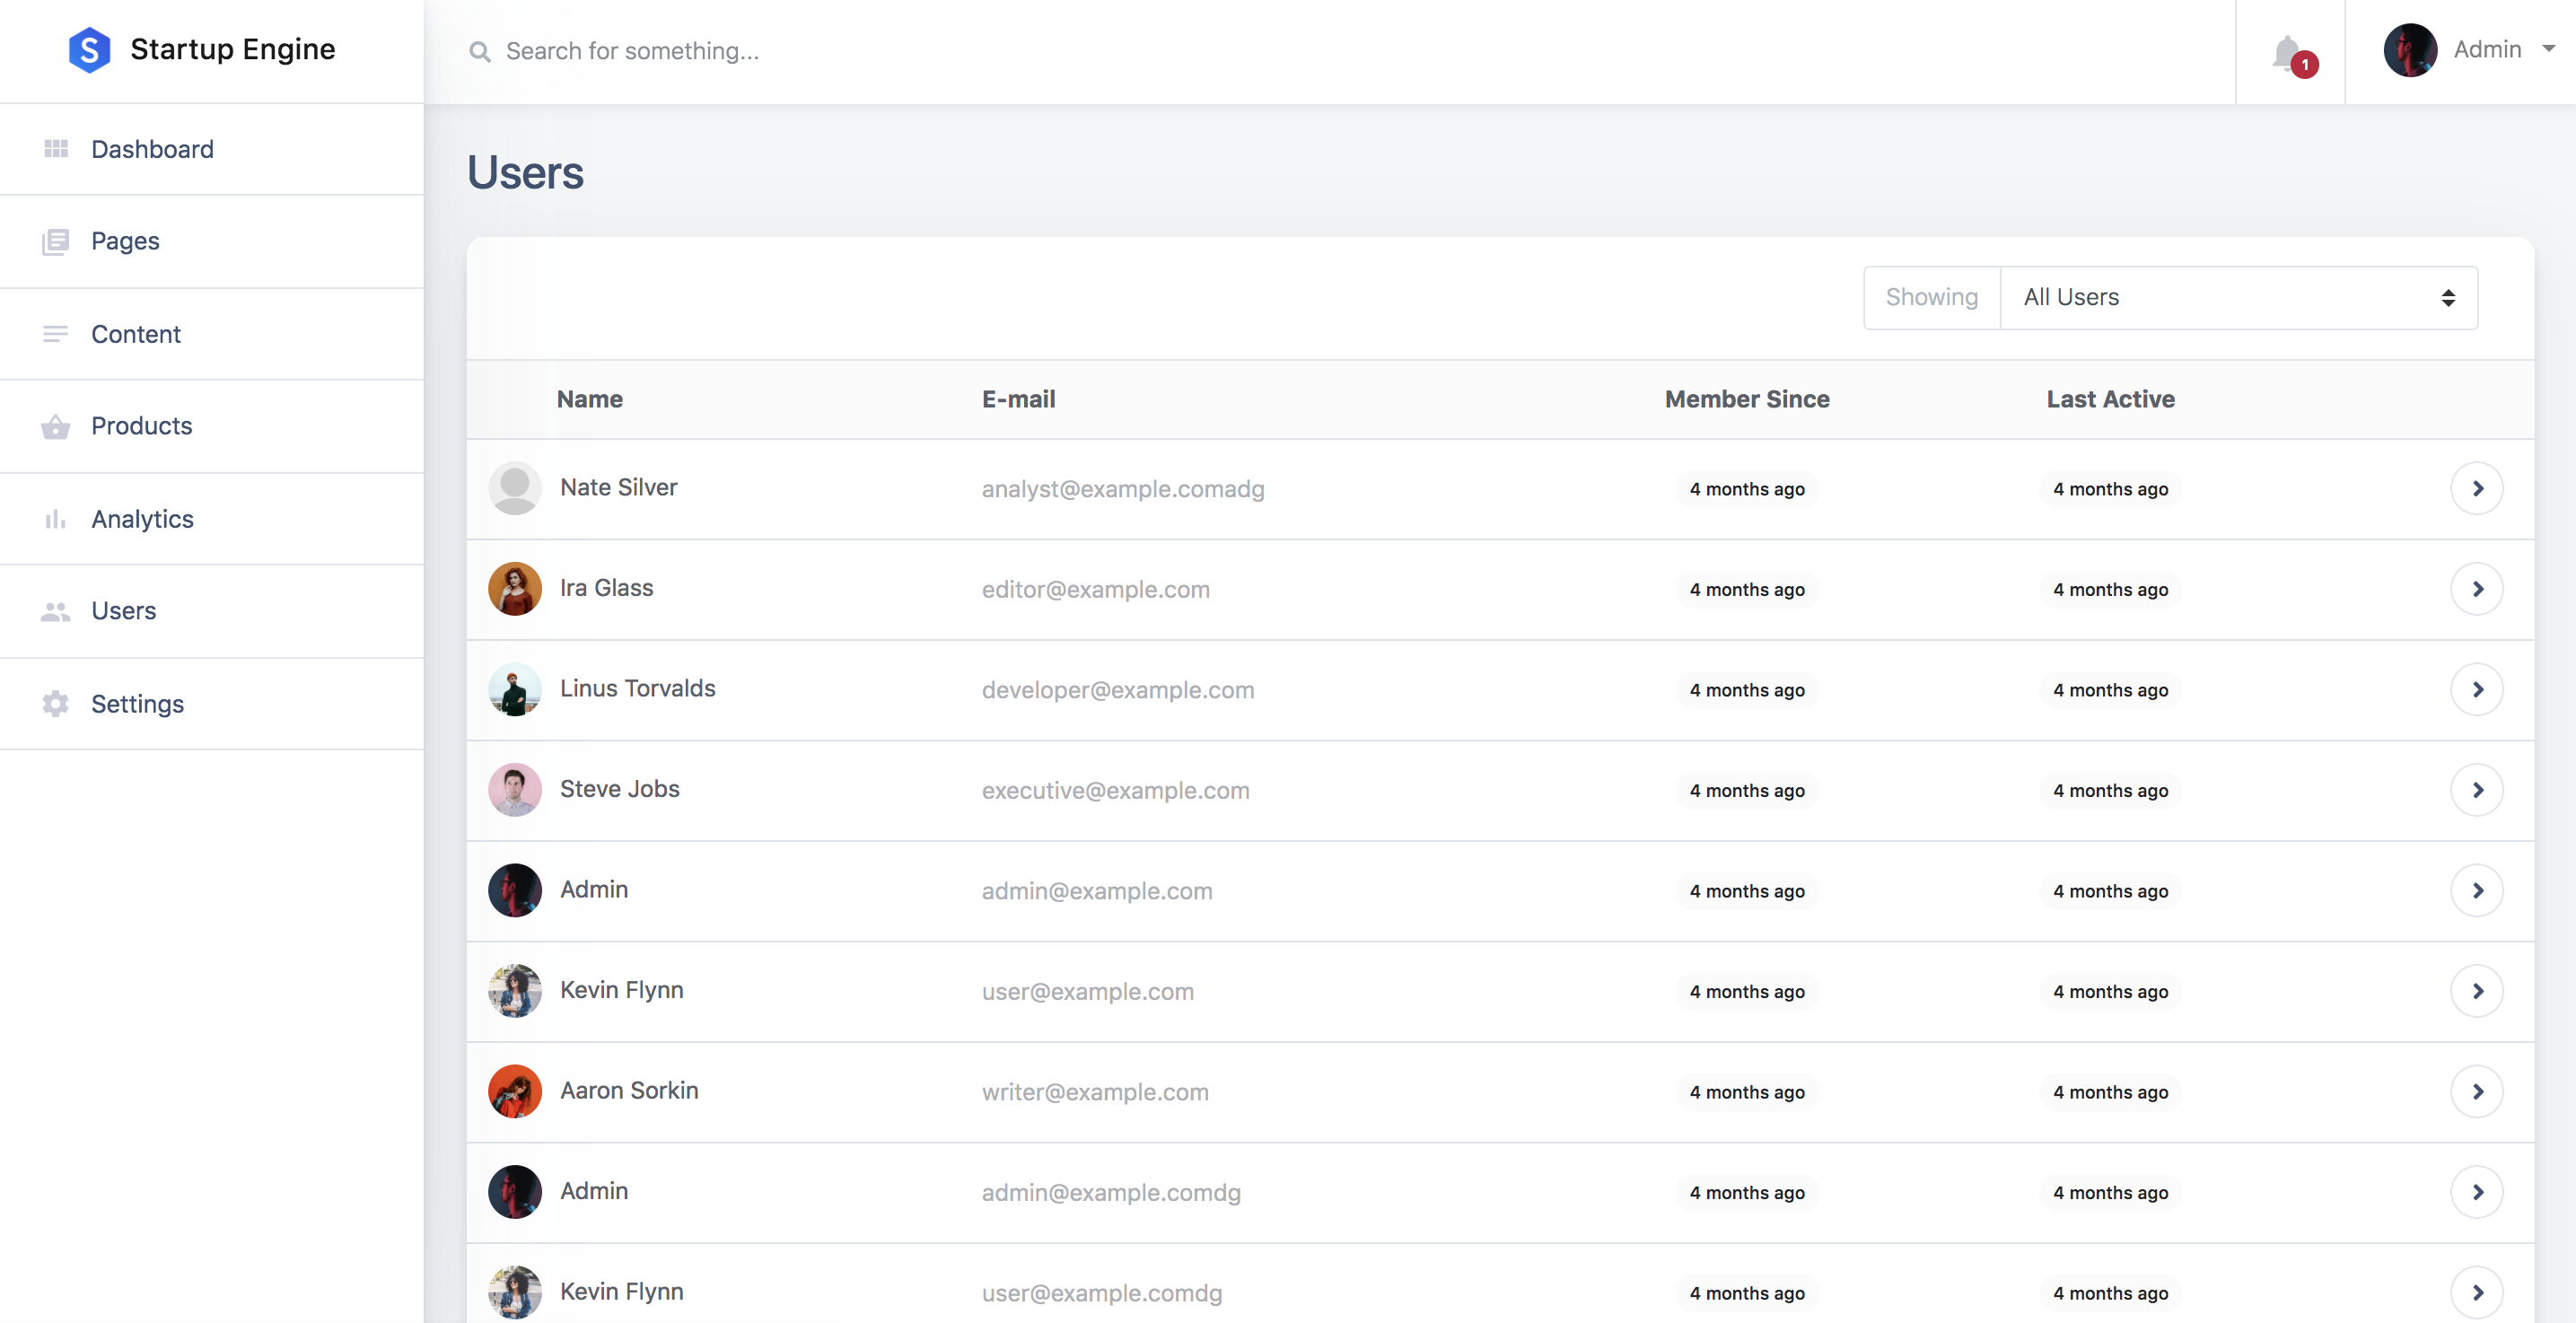 Startup Engine
Search for something...
1
Admin
Dashboard
Pages
Content
Products
Analytics
Users
Settings
Users
Showing All Users
Name E-mail Member Since Last Active
Nate Silver analyst@example.comadg 4 months ago 4 months ago
Ira Glass editor@example.com 4 months ago 4 months ago
Linus Torvalds developer@example.com 4 months ago 4 months ago
Steve Jobs executive@example.com 4 months ago 4 months ago
Admin admin@example.com 4 months ago 4 months ago
Kevin Flynn user@example.com 4 months ago 4 months ago
Aaron Sorkin writer@example.com 4 months ago 4 months ago
Admin admin@example.comdg 4 months ago 4 months ago
Kevin Flynn user@example.comdg 4 months ago 4 months ago